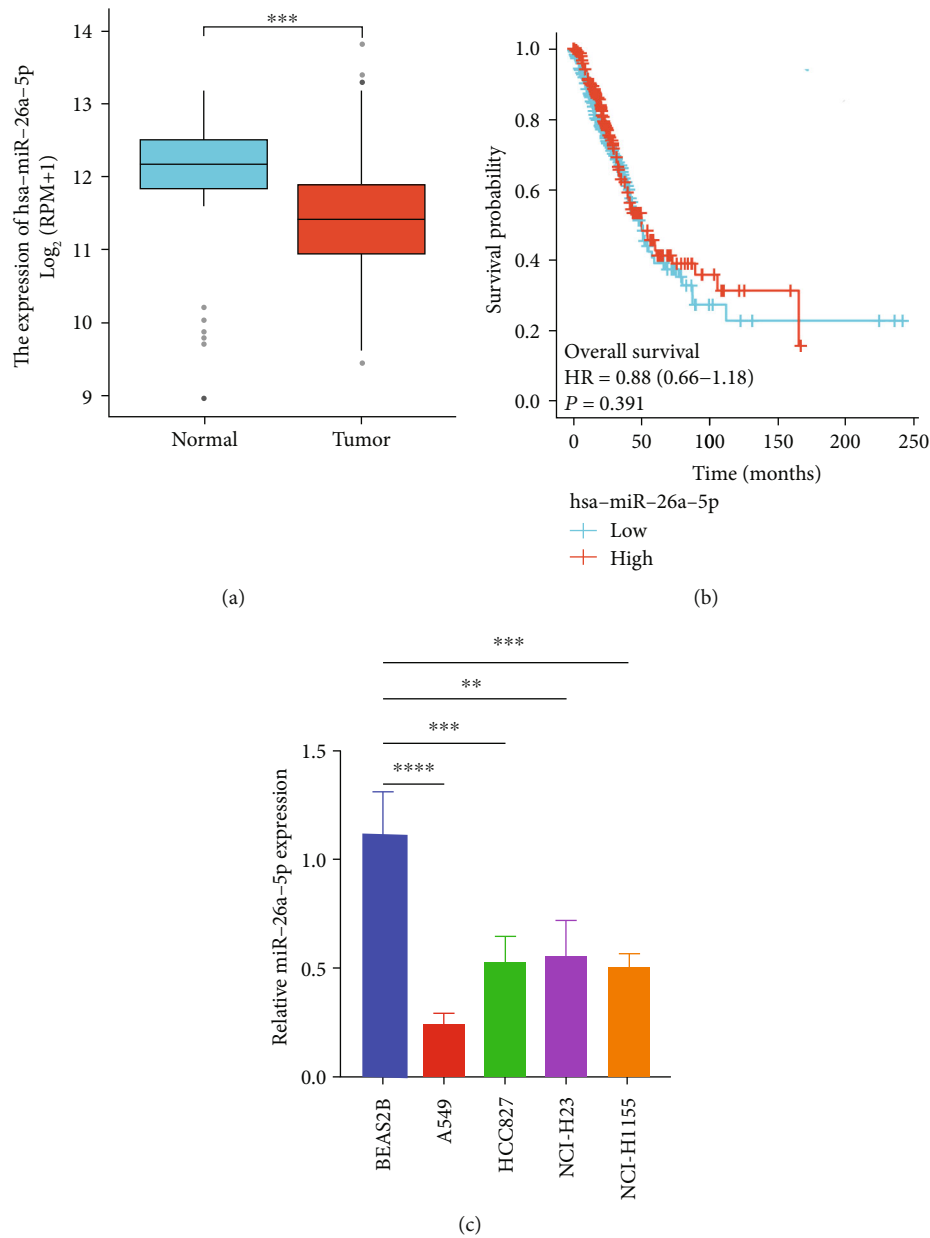 ***
The expression of hsa–miR–26a–5p
Log₂ (RPM+1)
14
13
12
11
10
9
Normal
Tumor
(a)
Survival probability
1.0
0.8
0.6
0.4
0.2
0.0
Overall survival
HR = 0.88 (0.66–1.18)
P = 0.391
0
50
100
150
200
250
Time (months)
hsa–miR–26a–5p
Low
High
(b)
***
**
***
****
Relative miR–26a–5p expression
1.5
1.0
0.5
0.0
BEAS2B
A549
HCC827
NCI-H23
NCI-H1155
(c)